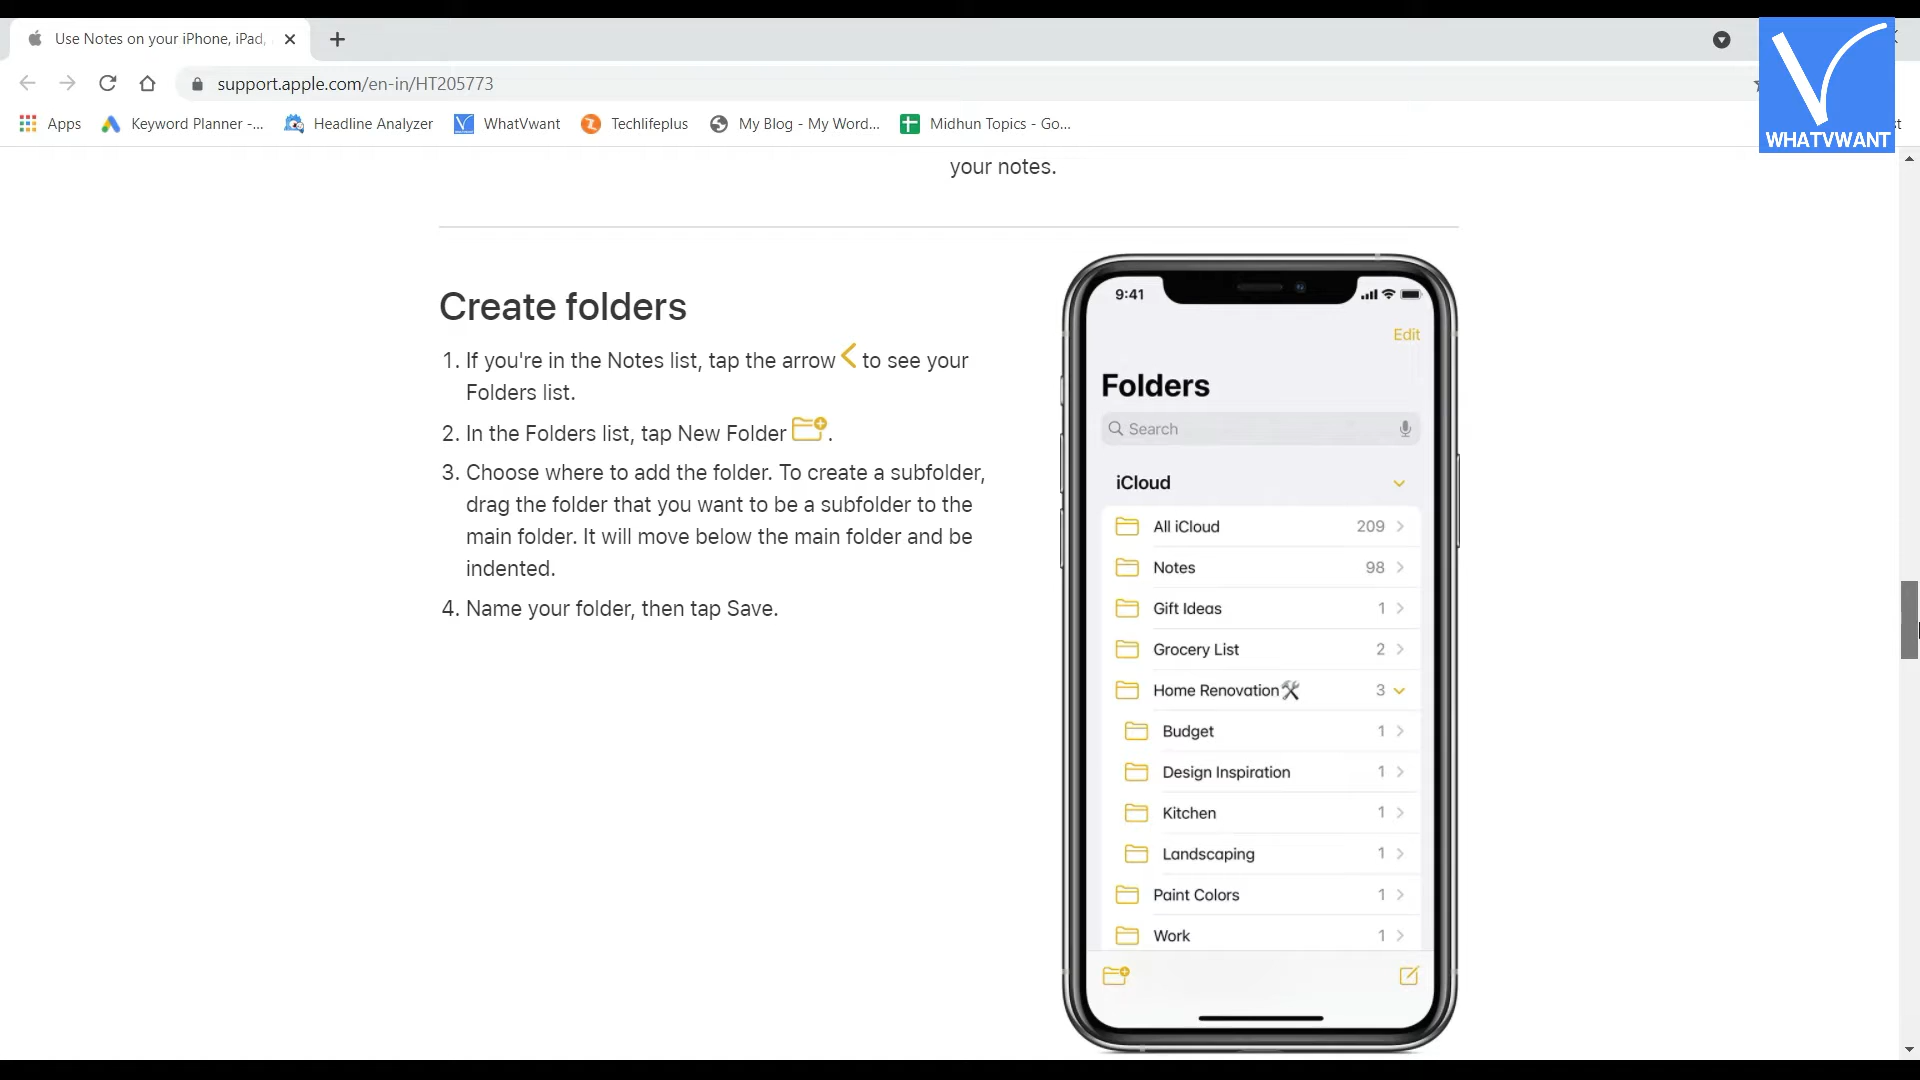 Use Notes on your iPhone, iPad,
WHATVWANT
support.apple.com/en-in/HT205773
Apps
Keyword Planner -...
Headline Analyzer
WhatVwant
Techlifeplus
My Blog - My Word...
Midhun Topics - Go...
your notes.
Create folders
1. If you're in the Notes list, tap the arrow to see your
Folders list.
2. In the Folders list, tap New Folder .
3. Choose where to add the folder. To create a subfolder,
drag the folder that you want to be a subfolder to the
main folder. It will move below the main folder and be
indented.
4. Name your folder, then tap Save.
9:41
Edit
Folders
Search
iCloud
All iCloud 209
Notes 98
Gift Ideas 1
Grocery List 2
Home Renovation 3
Budget 1
Design Inspiration 1
Kitchen 1
Landscaping 1
Paint Colors 1
Work 1